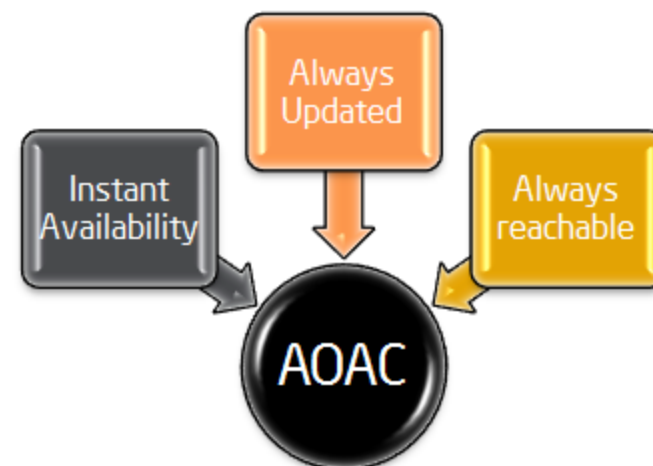 Always
Updated
Instant
Availability
Always
reachable
AOAC